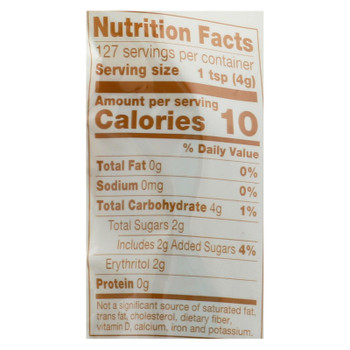 Nutrition Facts
127 servings per container
Serving size 1 tsp (4g)
Amount per serving
Calories 10
% Daily Value
Total Fat 0g 0%
Sodium 0mg 0%
Total Carbohydrate 4g 1%
Total Sugars 2g
Includes 2g Added Sugars 4%
Erythritol 2g
Protein 0g
Not a significant source of saturated fat,
trans fat, cholesterol, dietary fiber,
vitamin D, calcium, iron and potassium.